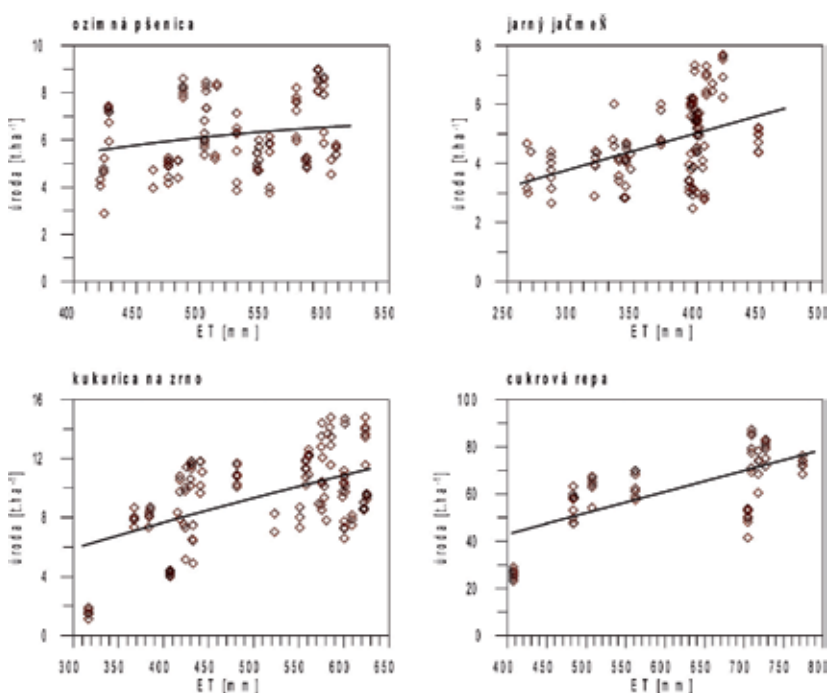 ozimná pšenica
úroda [t.ha⁻¹]
10
8
6
4
2
0
400 450 500 550 600 650
ET [mm]
jarný jaČmeŇ
úroda [t.ha⁻¹]
8
6
4
2
0
250 300 350 400 450 500
ET [mm]
kukurica na zrno
úroda [t.ha⁻¹]
16
12
8
4
0
300 350 400 450 500 550 600 650
ET [mm]
cukrová repa
úroda [t.ha⁻¹]
100
80
60
40
20
0
400 450 500 550 600 650 700 750 800
ET [mm]